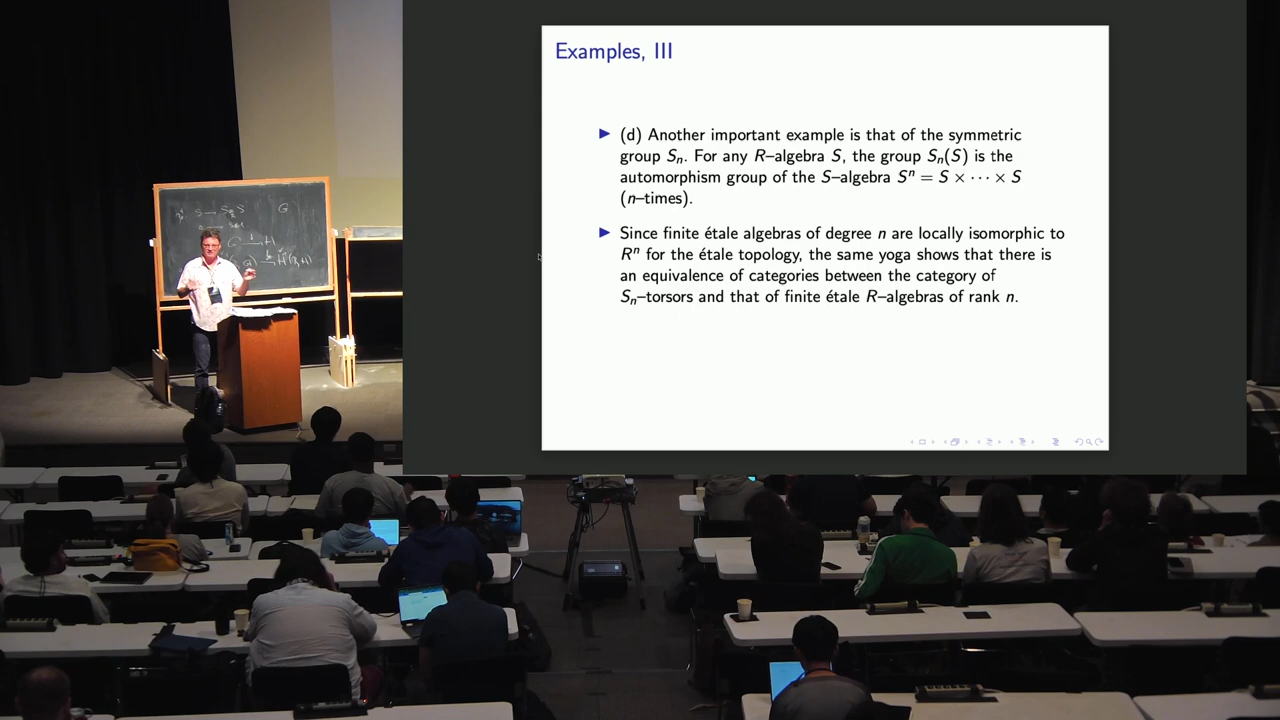 Examples, III
(d) Another important example is that of the symmetric
group Sₙ. For any R–algebra S, the group Sₙ(S) is the
automorphism group of the S–algebra Sⁿ = S × ··· × S
(n–times).
Since finite étale algebras of degree n are locally isomorphic to
Rⁿ for the étale topology, the same yoga shows that there is
an equivalence of categories between the category of
Sₙ–torsors and that of finite étale R–algebras of rank n.
G